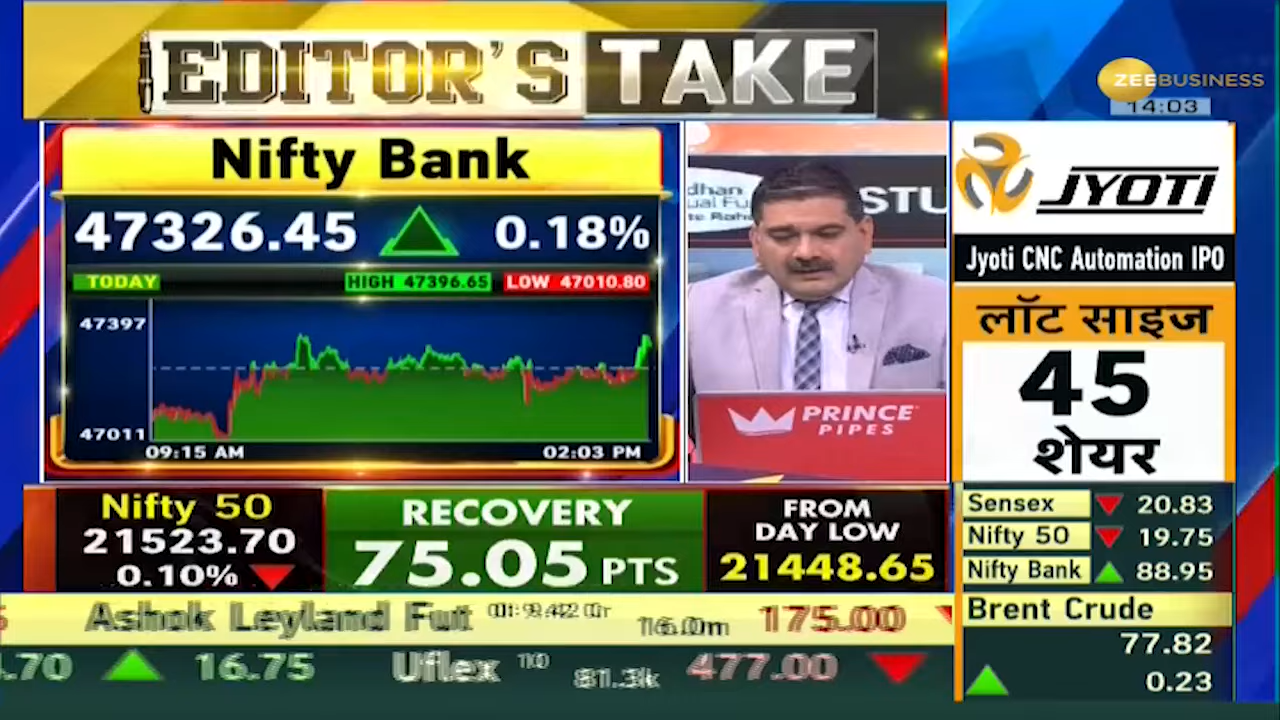 EDITOR'S TAKE
ZEEBUSINESS
14:03
Nifty Bank
47326.45 0.18%
TODAY HIGH 47396.65 LOW 47010.80
47397
47011
09:15 AM 02:03 PM
dhan
STU
PRINCE
PIPES
JYOTI
Jyoti CNC Automation IPO
लॉट साइज
45
शेयर
Nifty 50
21523.70
0.10%
RECOVERY
75.05 PTS
FROM
DAY LOW
21448.65
Sensex 20.83
Nifty 50 19.75
Nifty Bank 88.95
Brent Crude
77.82
0.23
Ashok Leyland Fut 175.00
.70 16.75 Uflex 81.3k 477.00